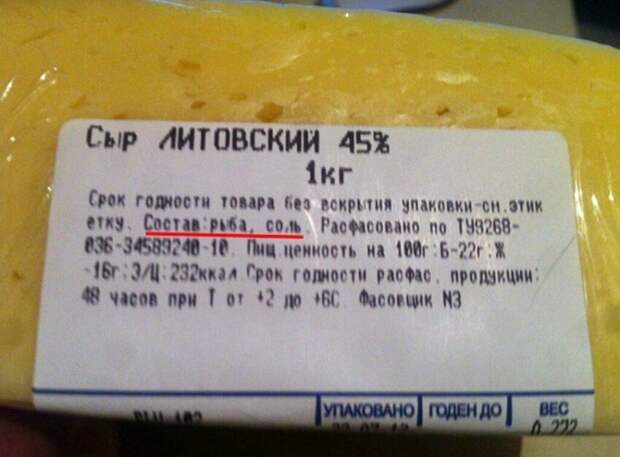 Сыр ЛИТОВСКИЙ 45%
1кг
Срок годности товара без вскрытия упаковки-см.этик
етку. Состав:рыба, соль. Расфасовано по ТУ9268-
036-34589240-10. Пищ.ценность на 100г:Б-22г:Ж
-16г:Э/Ц:232ккал Срок годности расфас. продукции:
48 часов при Т от +2 до +6С. Фасовщик N3
УПАКОВАНО ГОДЕН ДО ВЕС